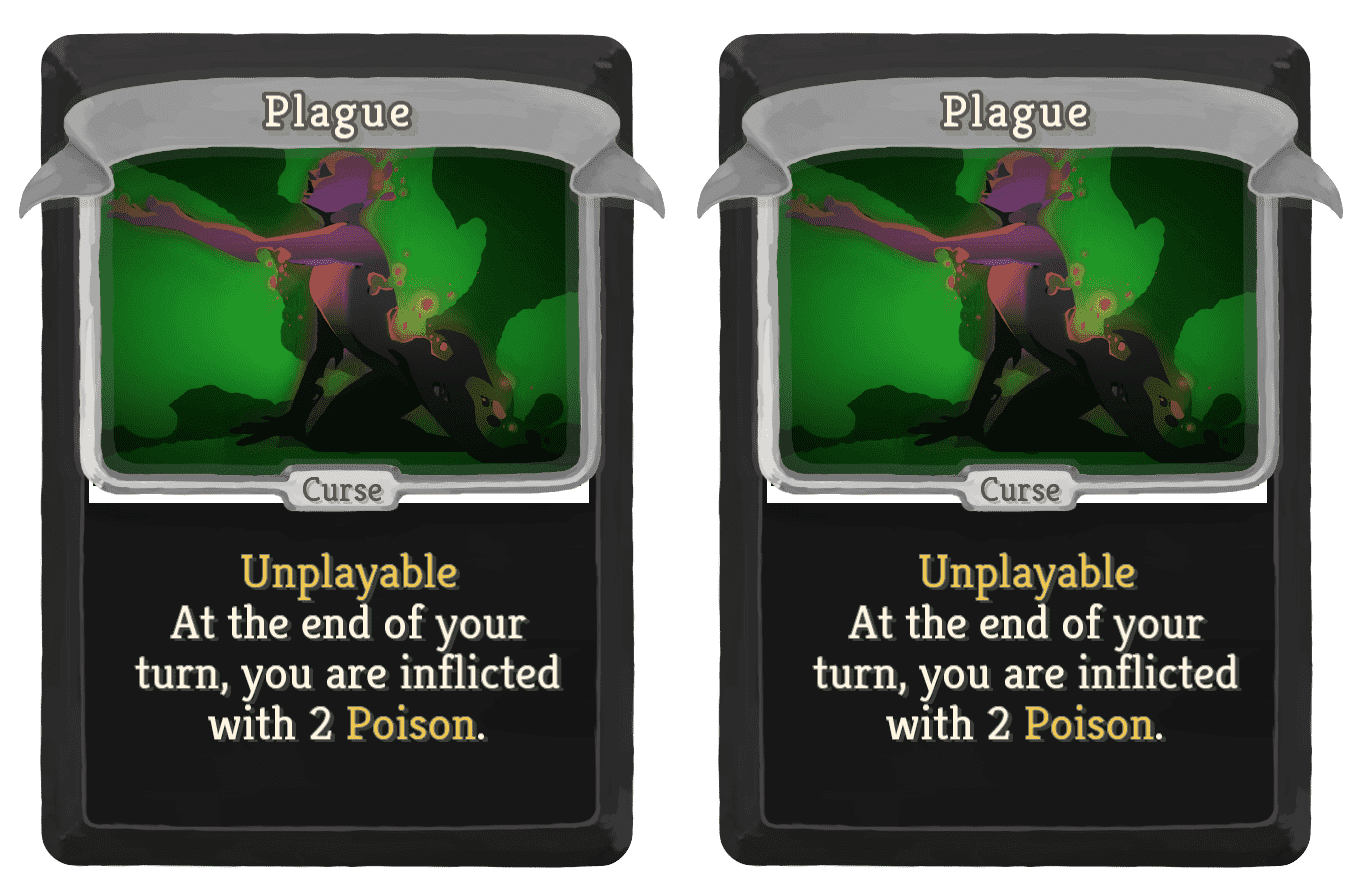 Plague
Curse
Unplayable
At the end of your
turn, you are inflicted
with 2 Poison.
Plague
Curse
Unplayable
At the end of your
turn, you are inflicted
with 2 Poison.